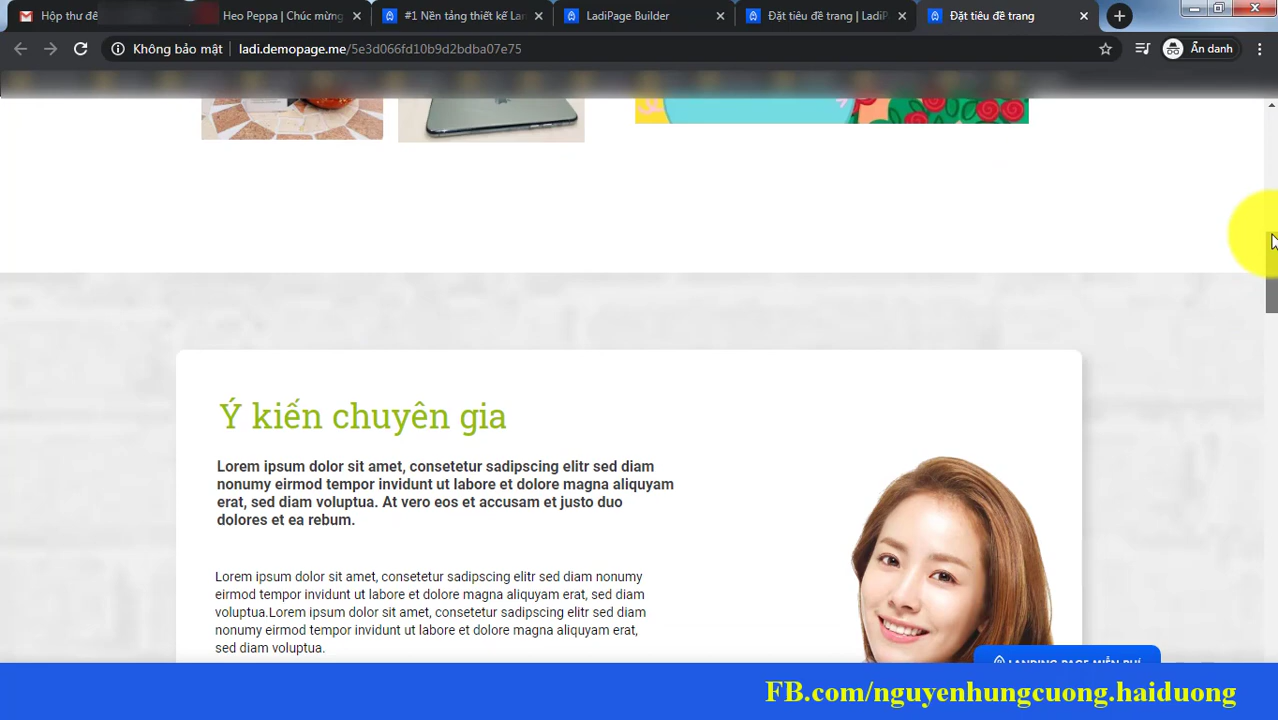 Hộp thư đế
Heo Peppa | Chúc mừng
#1 Nền tảng thiết kế Lan
LadiPage Builder
Đặt tiêu đề trang | LadiP
Đặt tiêu đề trang
Không bảo mật
ladi.demopage.me/5e3d066fd10b9d2bdba07e75
Ẩn danh
Ý kiến chuyên gia
Lorem ipsum dolor sit amet, consetetur sadipscing elitr sed diam
nonumy eirmod tempor invidunt ut labore et dolore magna aliquyam
erat, sed diam voluptua. At vero eos et accusam et justo duo
dolores et ea rebum.
Lorem ipsum dolor sit amet, consetetur sadipscing elitr sed diam nonumy
eirmod tempor invidunt ut labore et dolore magna aliquyam erat, sed diam
voluptua.Lorem ipsum dolor sit amet, consetetur sadipscing elitr sed diam
nonumy eirmod tempor invidunt ut labore et dolore magna aliquyam erat,
sed diam voluptua.
LANDING PAGE MIỄN PHÍ
FB.com/nguyenhungcuong.haiduong